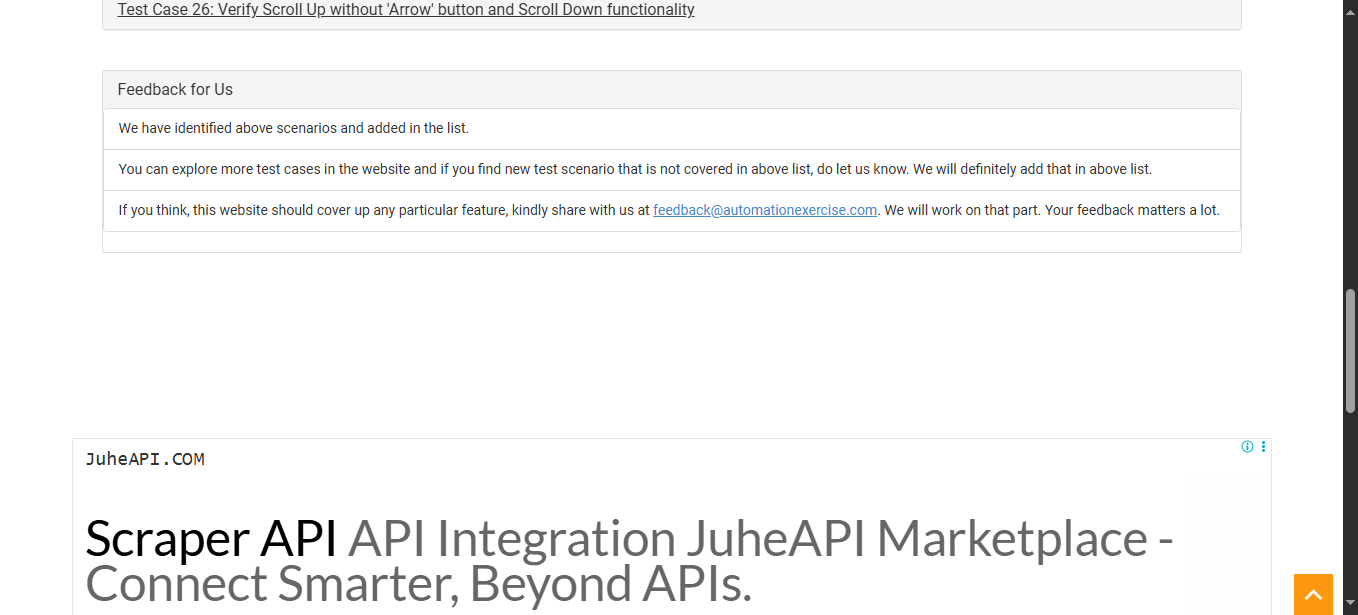 Test Case 26: Verify Scroll Up without 'Arrow' button and Scroll Down functionality
Feedback for Us
We have identified above scenarios and added in the list.
You can explore more test cases in the website and if you find new test scenario that is not covered in above list, do let us know. We will definitely add that in above list.
If you think, this website should cover up any particular feature, kindly share with us at feedback@automationexercise.com. We will work on that part. Your feedback matters a lot.
JuheAPI.COM
Scraper API API Integration JuheAPI Marketplace -
Connect Smarter, Beyond APIs.